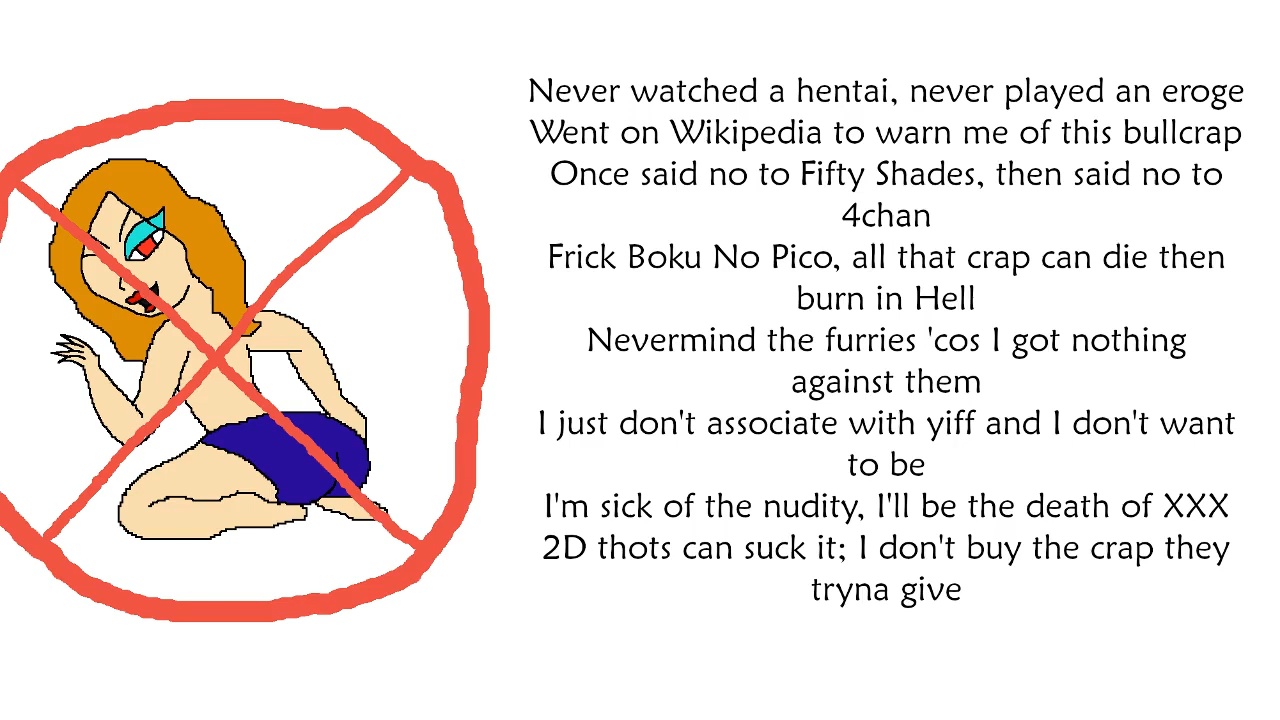 Never watched a hentai, never played an eroge
Went on Wikipedia to warn me of this bullcrap
Once said no to Fifty Shades, then said no to
4chan
Frick Boku No Pico, all that crap can die then
burn in Hell
Nevermind the furries 'cos I got nothing
against them
I just don't associate with yiff and I don't want
to be
I'm sick of the nudity, I'll be the death of XXX
2D thots can suck it; I don't buy the crap they
tryna give